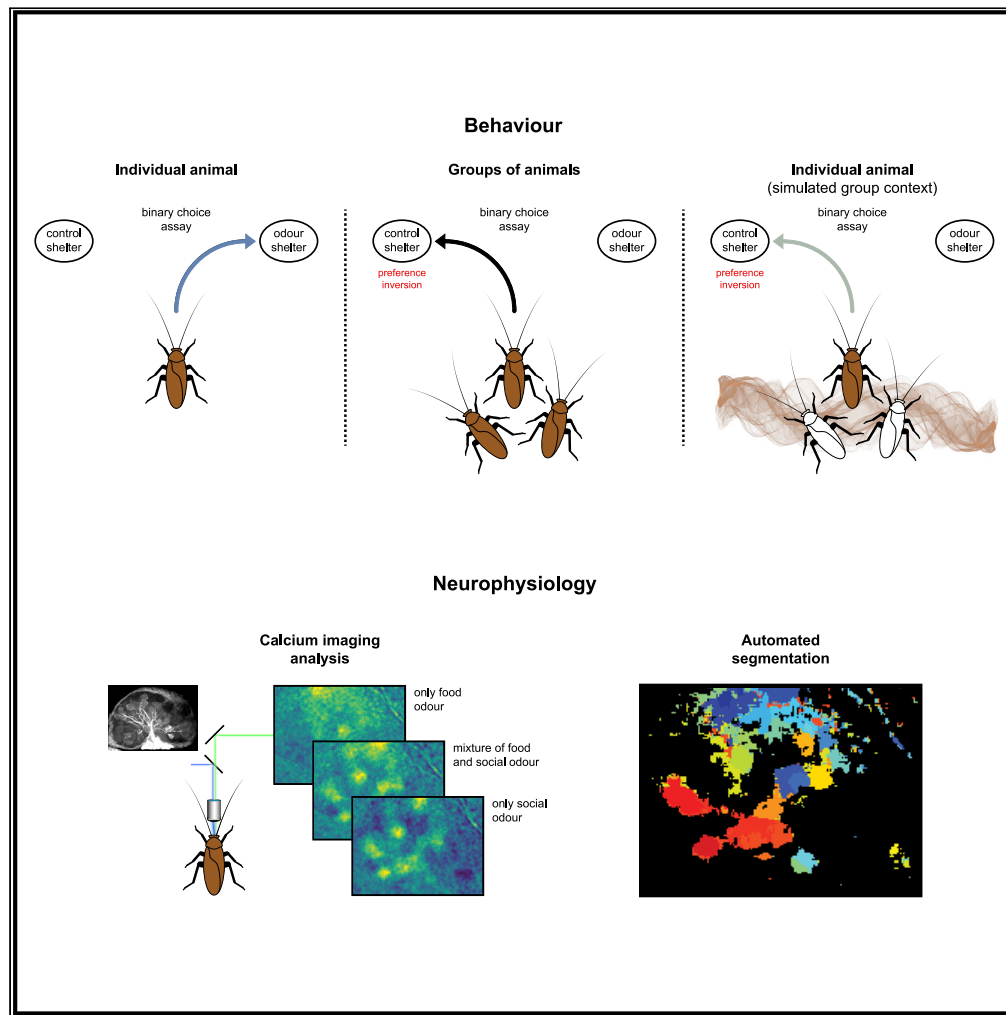 Behaviour
Individual animal
binary choice
assay
control
shelter
odour
shelter
Groups of animals
binary choice
assay
control
shelter
preference
inversion
odour
shelter
Individual animal
(simulated group context)
binary choice
assay
control
shelter
preference
inversion
odour
shelter
Neurophysiology
Calcium imaging
analysis
only food
odour
mixture of food
and social odour
only social
odour
Automated
segmentation